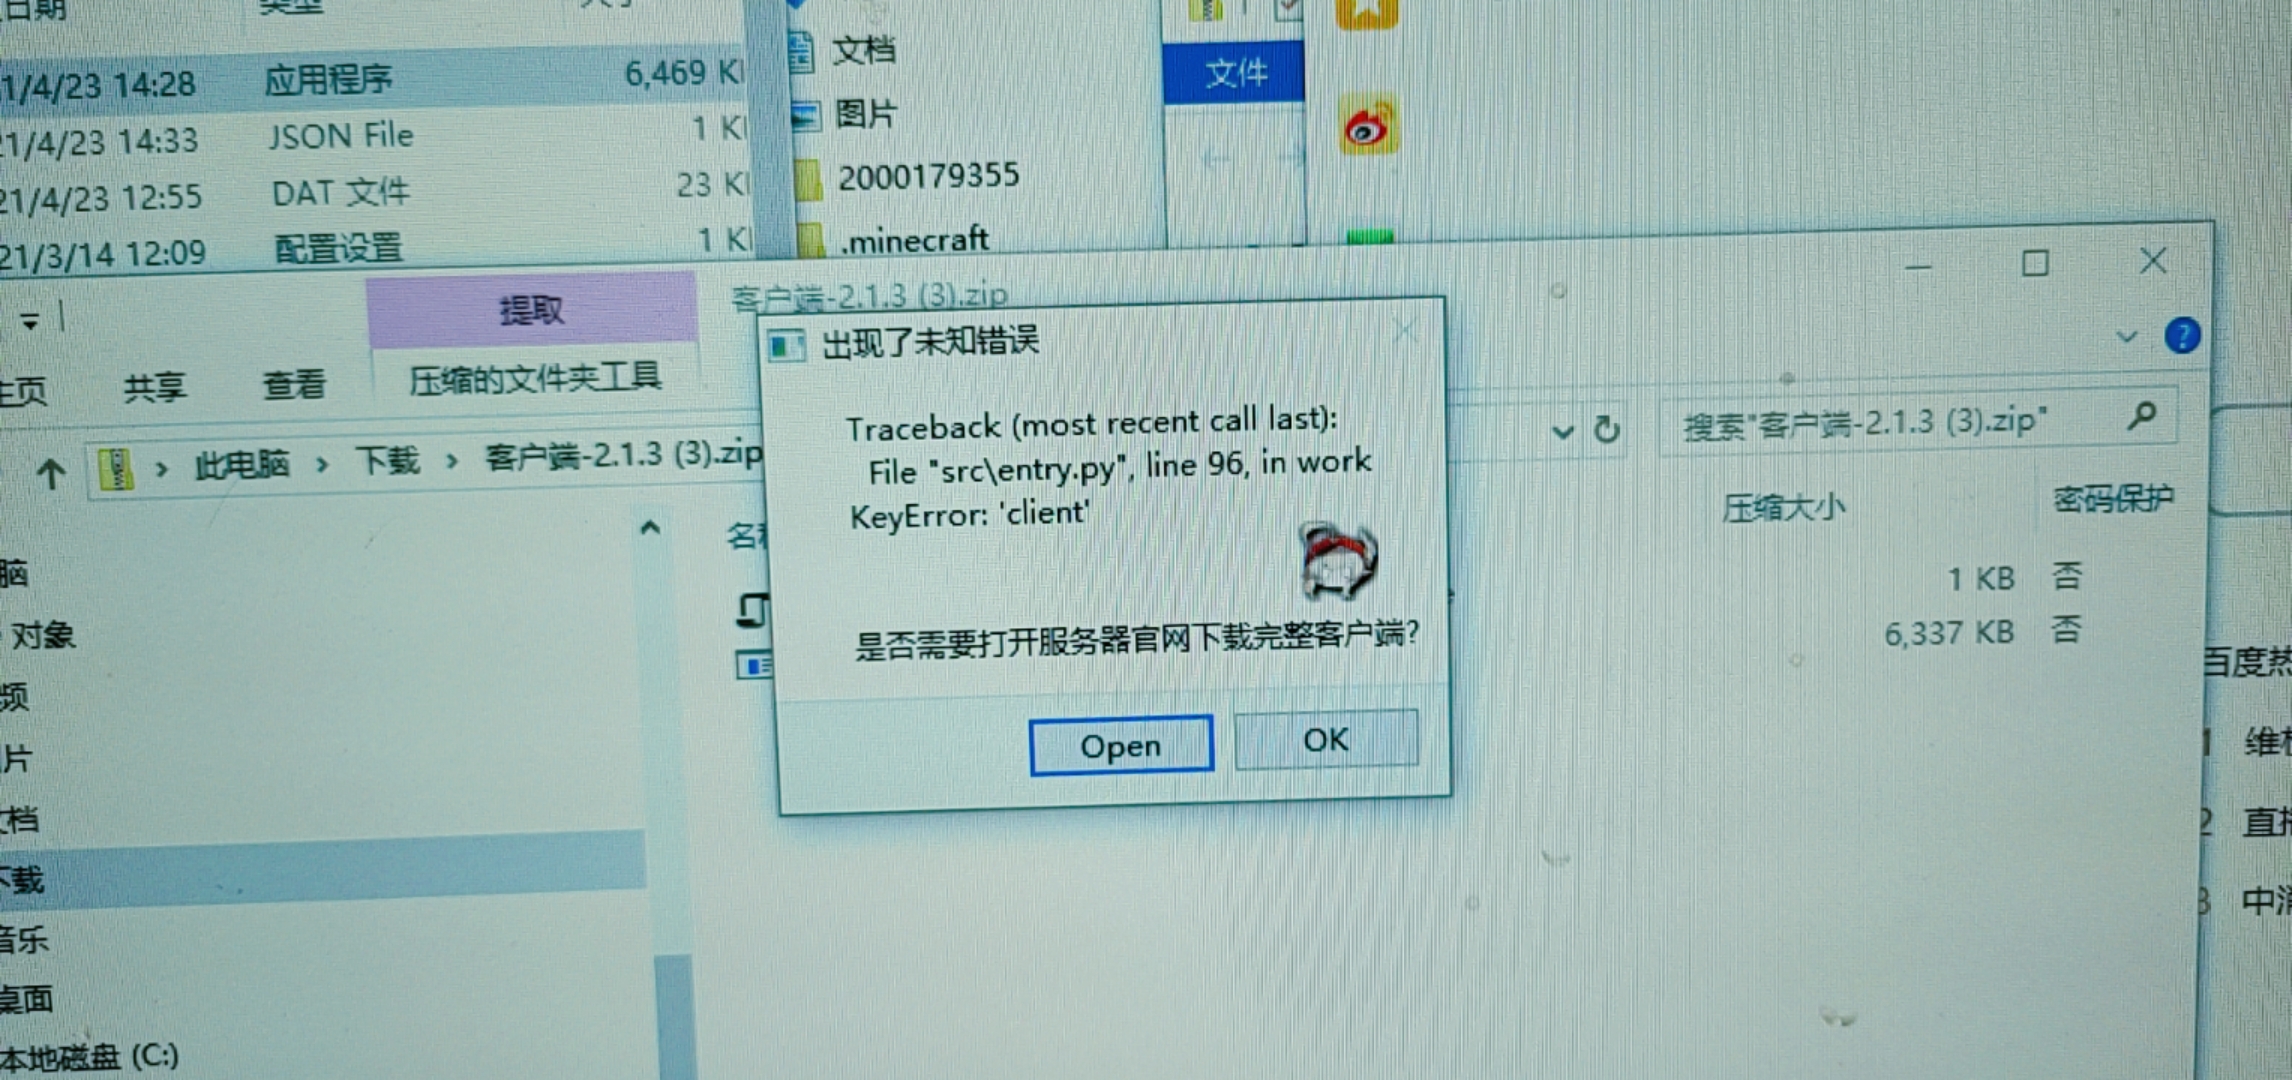 日期
类型
1/4/23 14:28 应用程序 6,469 K
21/4/23 14:33 JSON File 1 K
21/4/23 12:55 DAT 文件 23 K
21/3/14 12:09 配置设置 1 K
文档
图片
2000179355
.minecraft
文件
提取
客户端-2.1.3 (3).zip
主页 共享 查看 压缩的文件夹工具
此电脑 › 下载 › 客户端-2.1.3 (3).zip
搜索"客户端-2.1.3 (3).zip"
?
出现了未知错误
Traceback (most recent call last):
File "src\entry.py", line 96, in work
KeyError: 'client'
是否需要打开服务器官网下载完整客户端?
Open OK
压缩大小 密码保护
1 KB 否
6,337 KB 否
脑
对象
频
片
文档
下载
音乐
桌面
本地磁盘 (C:)
百度热
1
2 直播
3